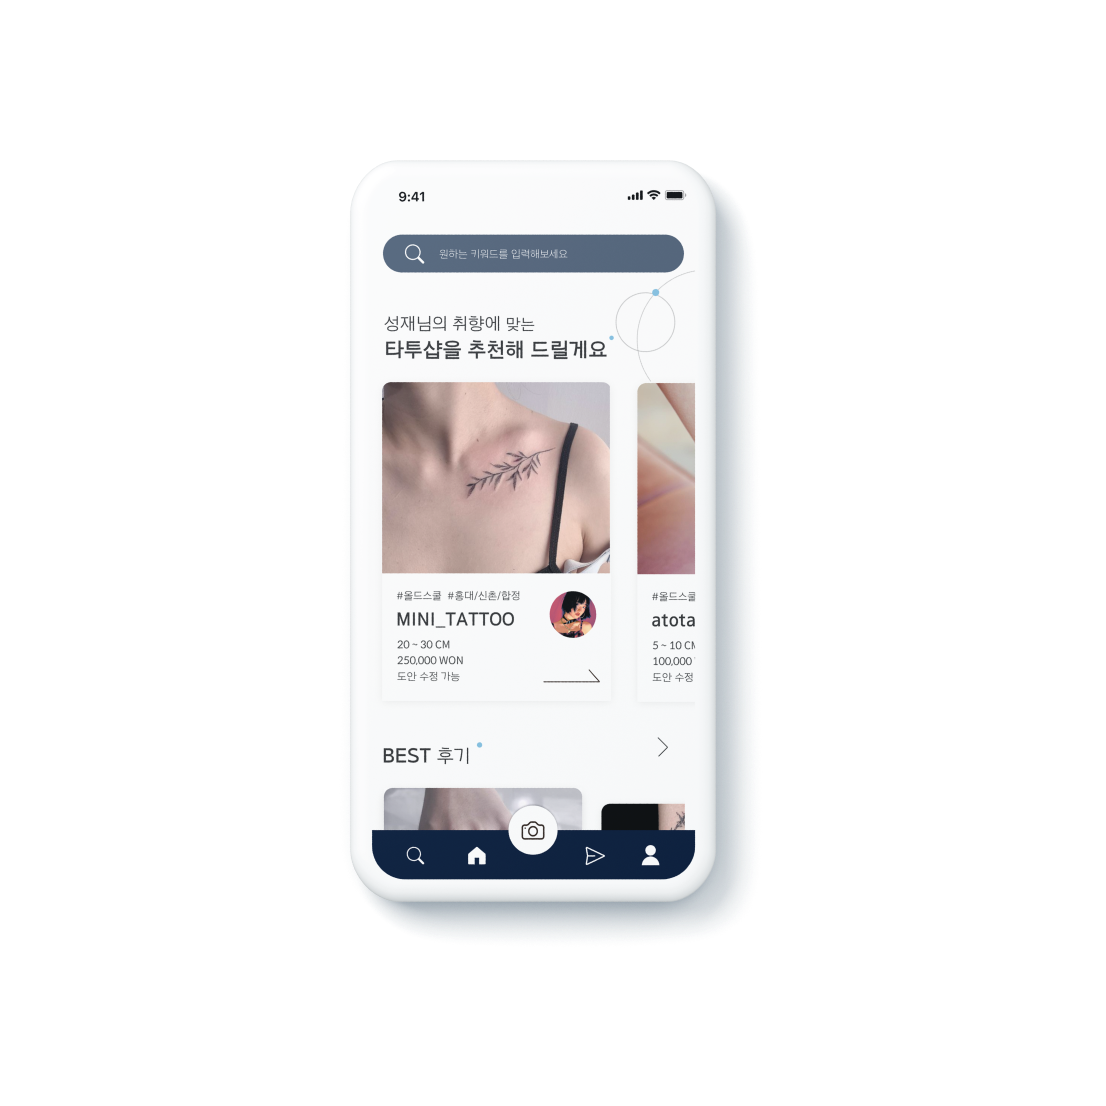 9:41
원하는 키워드를 입력해보세요
성재님의 취향에 맞는
타투샵을 추천해 드릴게요
#올드스쿨 #홍대/신촌/합정
MINI_TATTOO
20 ~ 30 CM
250,000 WON
도안 수정 가능
#올드스쿨
atota
5 ~ 10 CM
100,000
도안 수정
BEST 후기